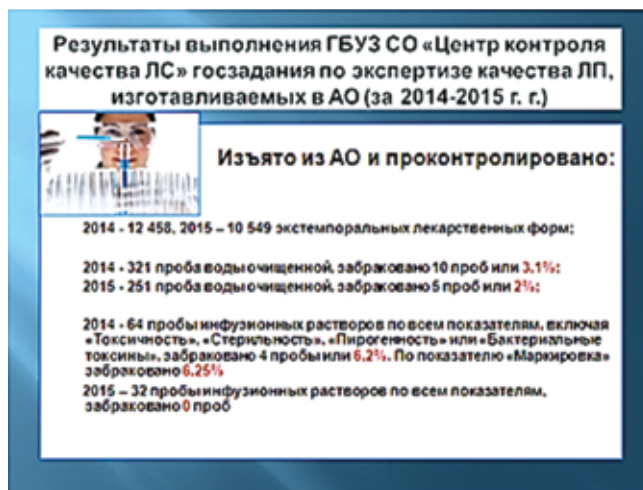 Результаты выполнения ГБУЗ СО «Центр контроля
качества ЛС» госзадания по экспертизе качества ЛП,
изготавливаемых в АО (за 2014-2015 г. г.)
Изъято из АО и проконтролировано:
2014 - 12 458, 2015 – 10 549 экстемпоральных лекарственных форм;
2014 - 321 проба воды очищенной, забраковано 10 проб или 3.1%;
2015 - 251 проба воды очищенной, забраковано 5 проб или 2%;
2014 - 64 пробы инфузионных растворов по всем показателям, включая
«Токсичность», «Стерильность», «Пирогенность» или «Бактериальные
токсины», забраковано 4 пробы или 6.2%. По показателю «Маркировка»
забраковано 6.25%
2015 – 32 пробы инфузионных растворов по всем показателям,
забраковано 0 проб